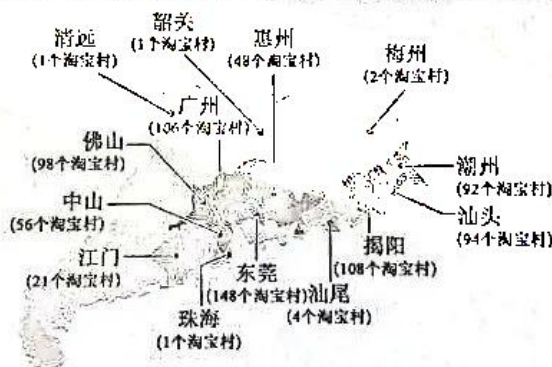 清远
(1个淘宝村)
韶关
(1个淘宝村)
惠州
(48个淘宝村)
梅州
(2个淘宝村)
广州
(106个淘宝村)
佛山
(98个淘宝村)
潮州
(92个淘宝村)
中山
(56个淘宝村)
汕头
(94个淘宝村)
江门
(21个淘宝村)
东莞
(148个淘宝村)
汕尾
(4个淘宝村)
揭阳
(108个淘宝村)
珠海
(1个淘宝村)